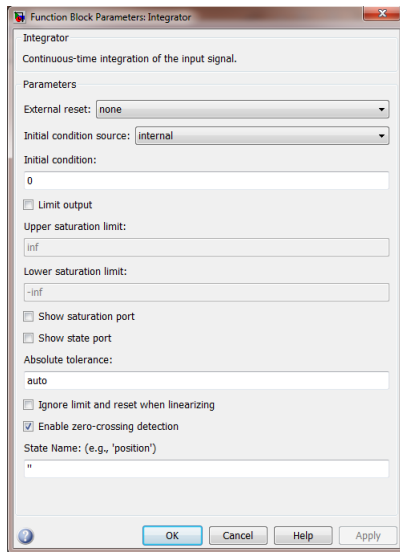 Function Block Parameters: Integrator
Integrator
Continuous-time integration of the input signal.
Parameters
External reset: none
Initial condition source: internal
Initial condition:
0
Limit output
Upper saturation limit:
inf
Lower saturation limit:
-inf
Show saturation port
Show state port
Absolute tolerance:
auto
Ignore limit and reset when linearizing
Enable zero-crossing detection
State Name: (e.g., 'position')
''
OK Cancel Help Apply